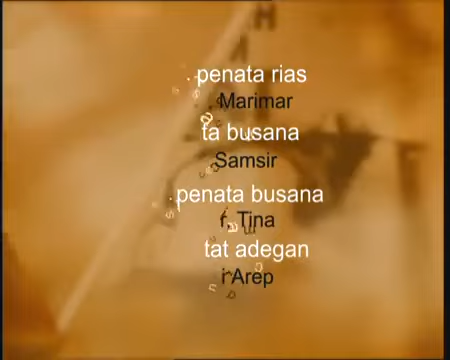 penata rias
Marimar
ta busana
Samsir
penata busana
Tina
tat adegan
Arep